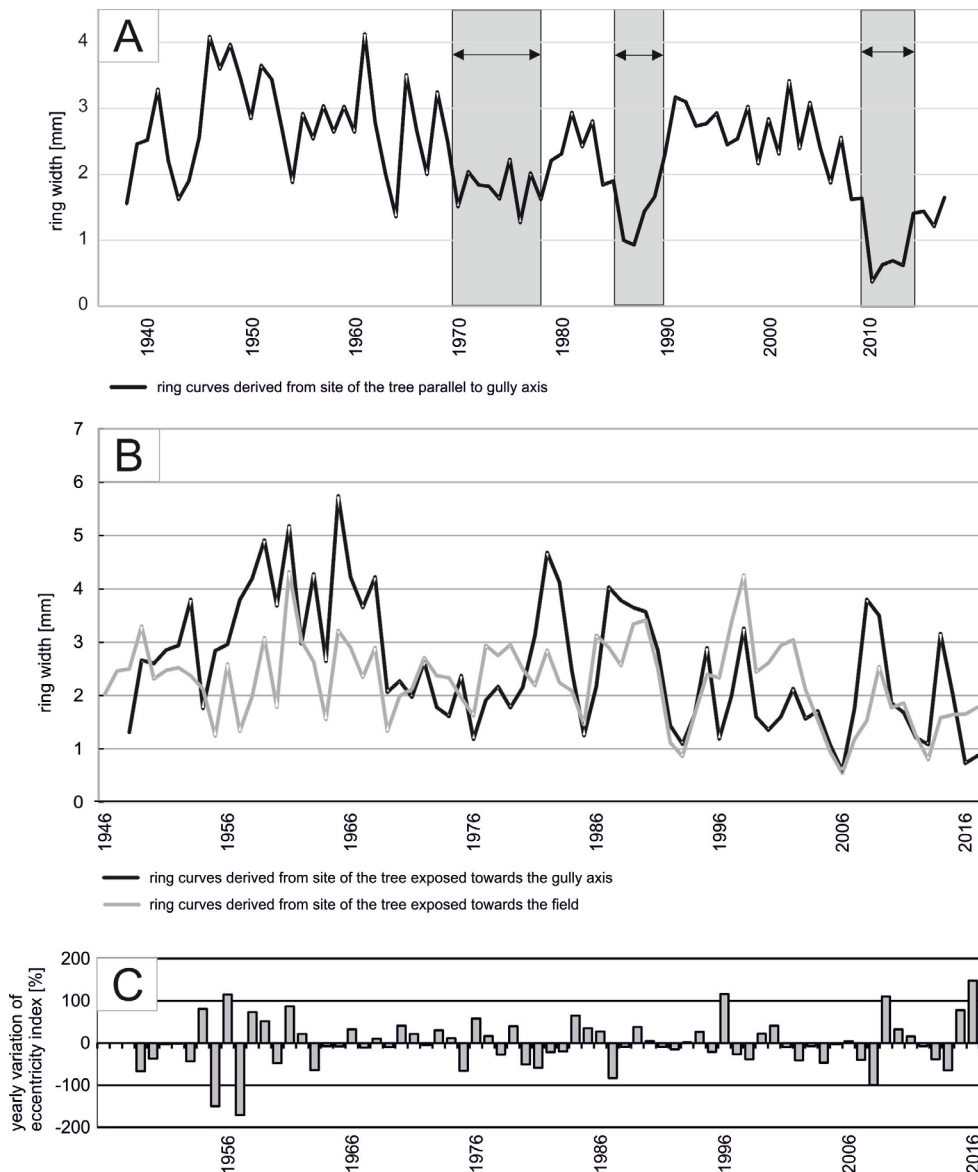 A
ring width [mm]
4
3
2
1
0
1940 1950 1960 1970 1980 1990 2000 2010
ring curves derived from site of the tree parallel to gully axis
B
ring width [mm]
7
6
5
4
3
2
1
0
1946 1956 1966 1976 1986 1996 2006 2016
ring curves derived from site of the tree exposed towards the gully axis
ring curves derived from site of the tree exposed towards the field
C
yearly variation of
eccentricity index [%]
200
100
0
-100
-200
1956 1966 1976 1986 1996 2006 2016